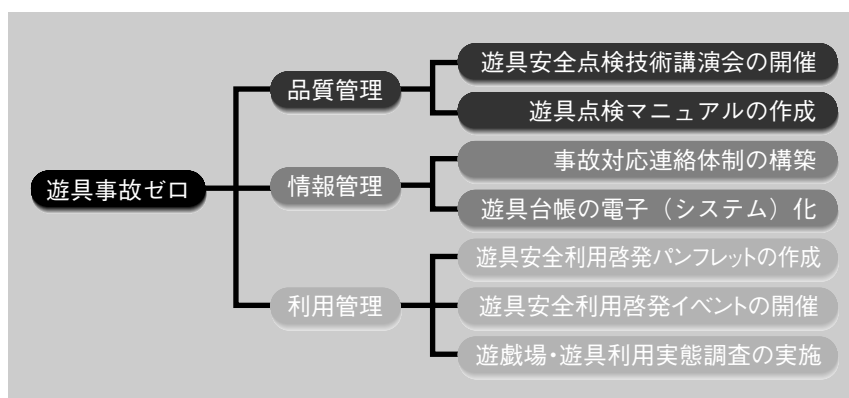 遊具事故ゼロ
品質管理
遊具安全点検技術講演会の開催
遊具点検マニュアルの作成
情報管理
事故対応連絡体制の構築
遊具台帳の電子（システム）化
利用管理
遊具安全利用啓発パンフレットの作成
遊具安全利用啓発イベントの開催
遊戯場・遊具利用実態調査の実施